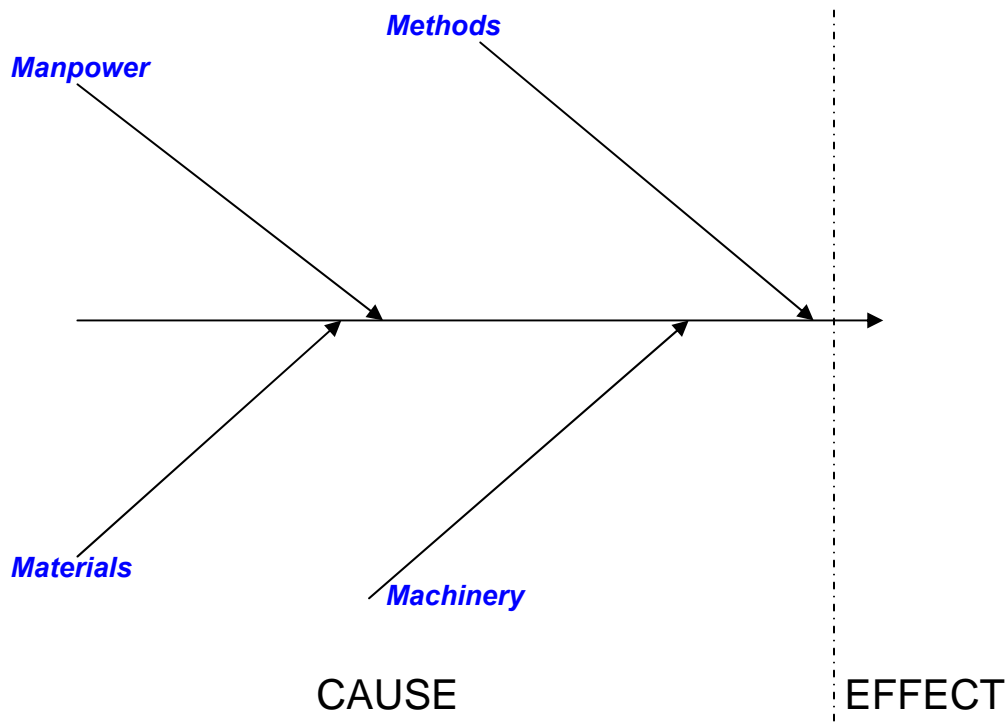 Methods
Manpower
Materials
Machinery
CAUSE
EFFECT